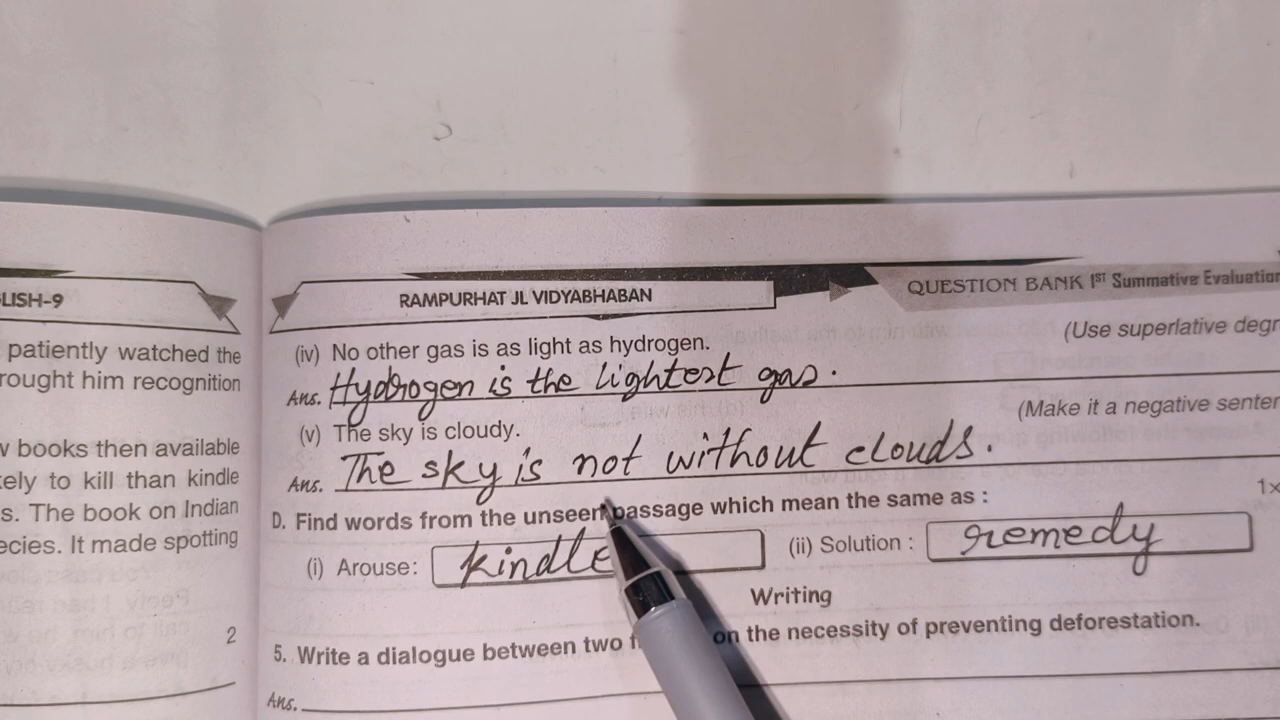 LISH-9
patiently watched the
rought him recognition
books then available
ely to kill than kindle
s. The book on Indian
ecies. It made spotting
2
RAMPURHAT JL VIDYABHABAN
QUESTION BANK 1ST Summative Evaluation
(iv) No other gas is as light as hydrogen.
(Use superlative degr
Ans. Hydrogen is the lightest gas.
(v) The sky is cloudy.
(Make it a negative senten
Ans. The sky is not without clouds.
D. Find words from the unseen passage which mean the same as :
1×
(i) Arouse: kindle
(ii) Solution : remedy
Writing
5. Write a dialogue between two on the necessity of preventing deforestation.
Ans.